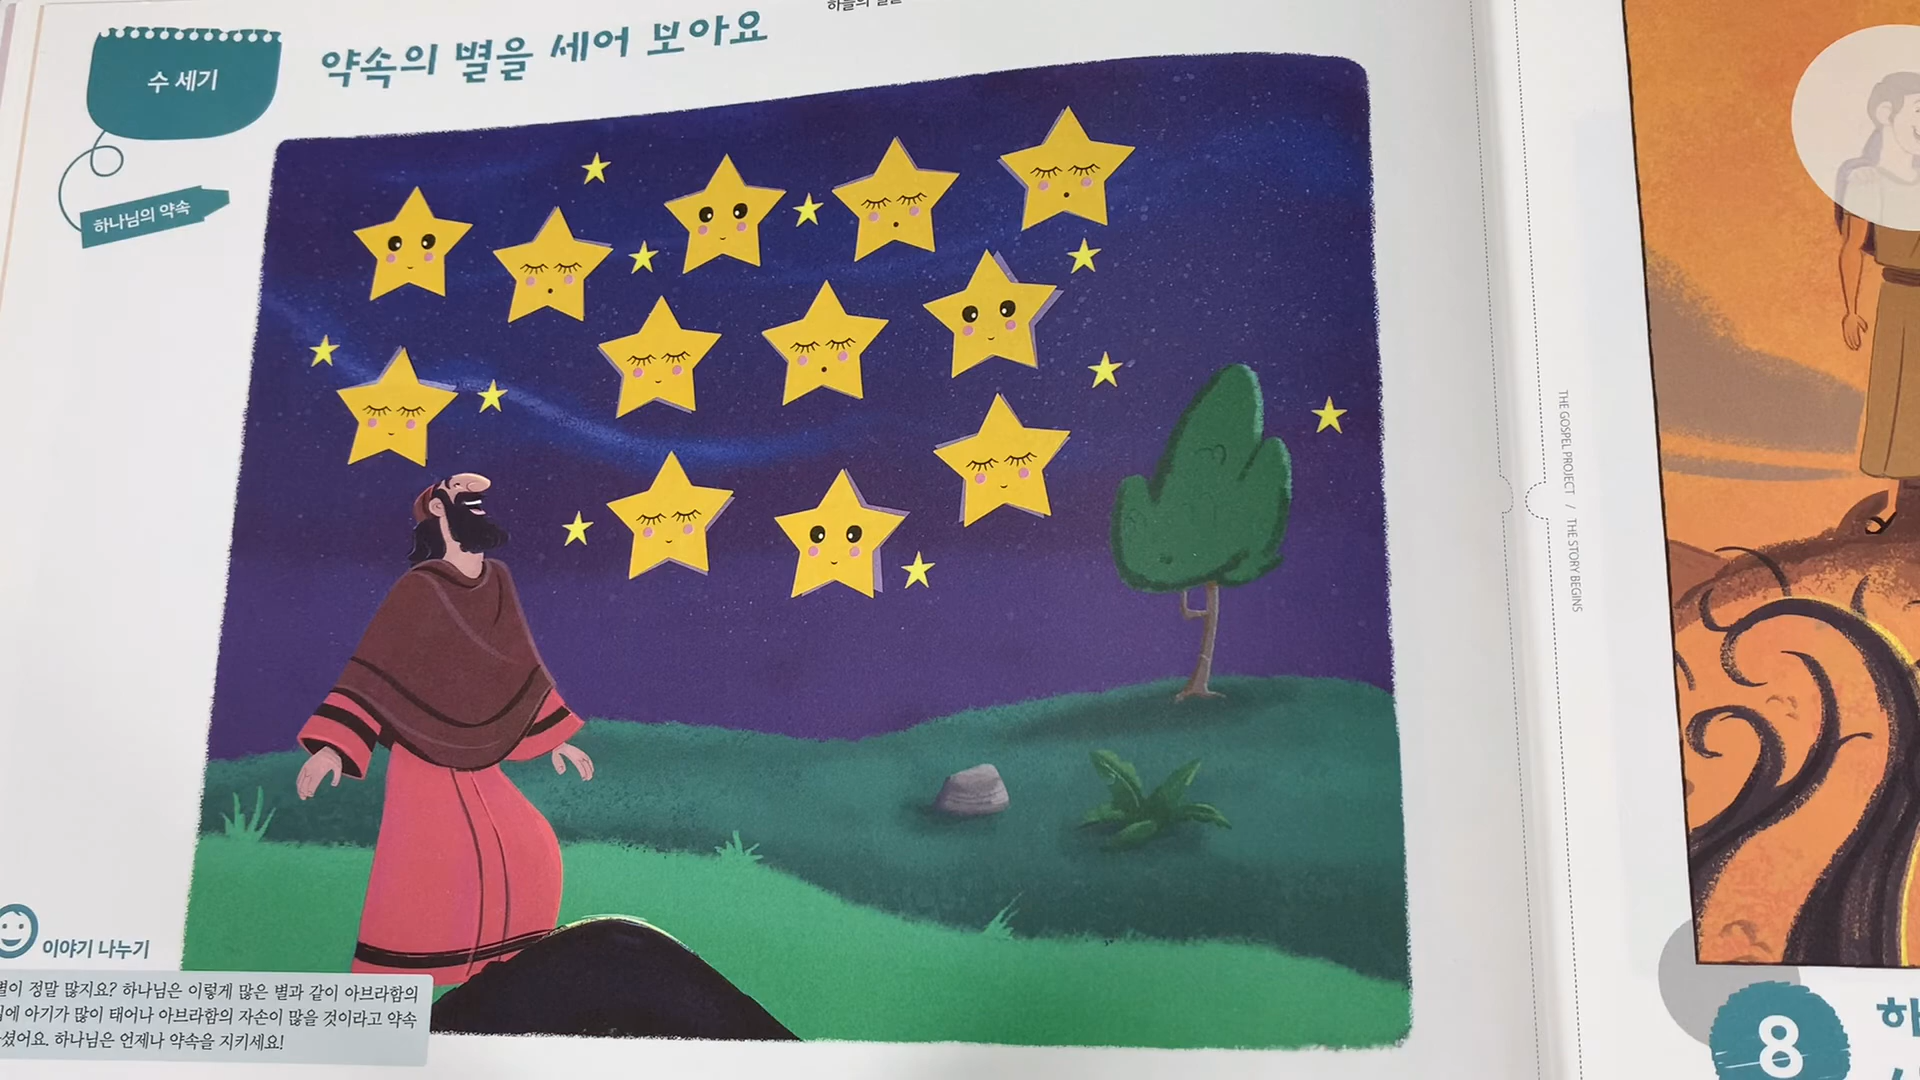 수 세기
약속의 별을 세어 보아요
하나님의 약속
THE GOSPEL PROJECT / THE STORY BEGINS
이야기 나누기
별이 정말 많지요? 하나님은 이렇게 많은 별과 같이 아브라함의
에 아기가 많이 태어나 아브라함의 자손이 많을 것이라고 약속
셨어요. 하나님은 언제나 약속을 지키세요!
8